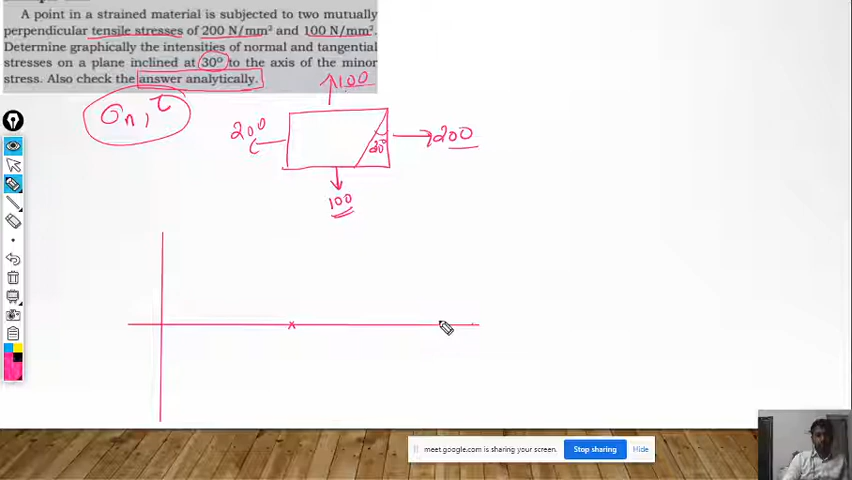 A point in a strained material is subjected to two mutually
perpendicular tensile stresses of 200 N/mm² and 100 N/mm².
Determine graphically the intensities of normal and tangential
stresses on a plane inclined at 30° to the axis of the minor
stress. Also check the answer analytically.
σn, τ
100
200
200
30°
100
meet.google.com is sharing your screen.
Stop sharing
Hide